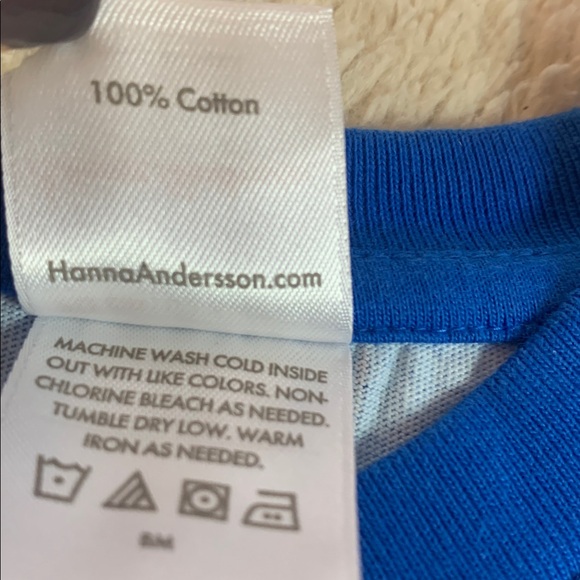 100% Cotton
HannaAndersson.com
MACHINE WASH COLD INSIDE
OUT WITH LIKE COLORS. NON-
CHLORINE BLEACH AS NEEDED.
TUMBLE DRY LOW. WARM
IRON AS NEEDED.
BM